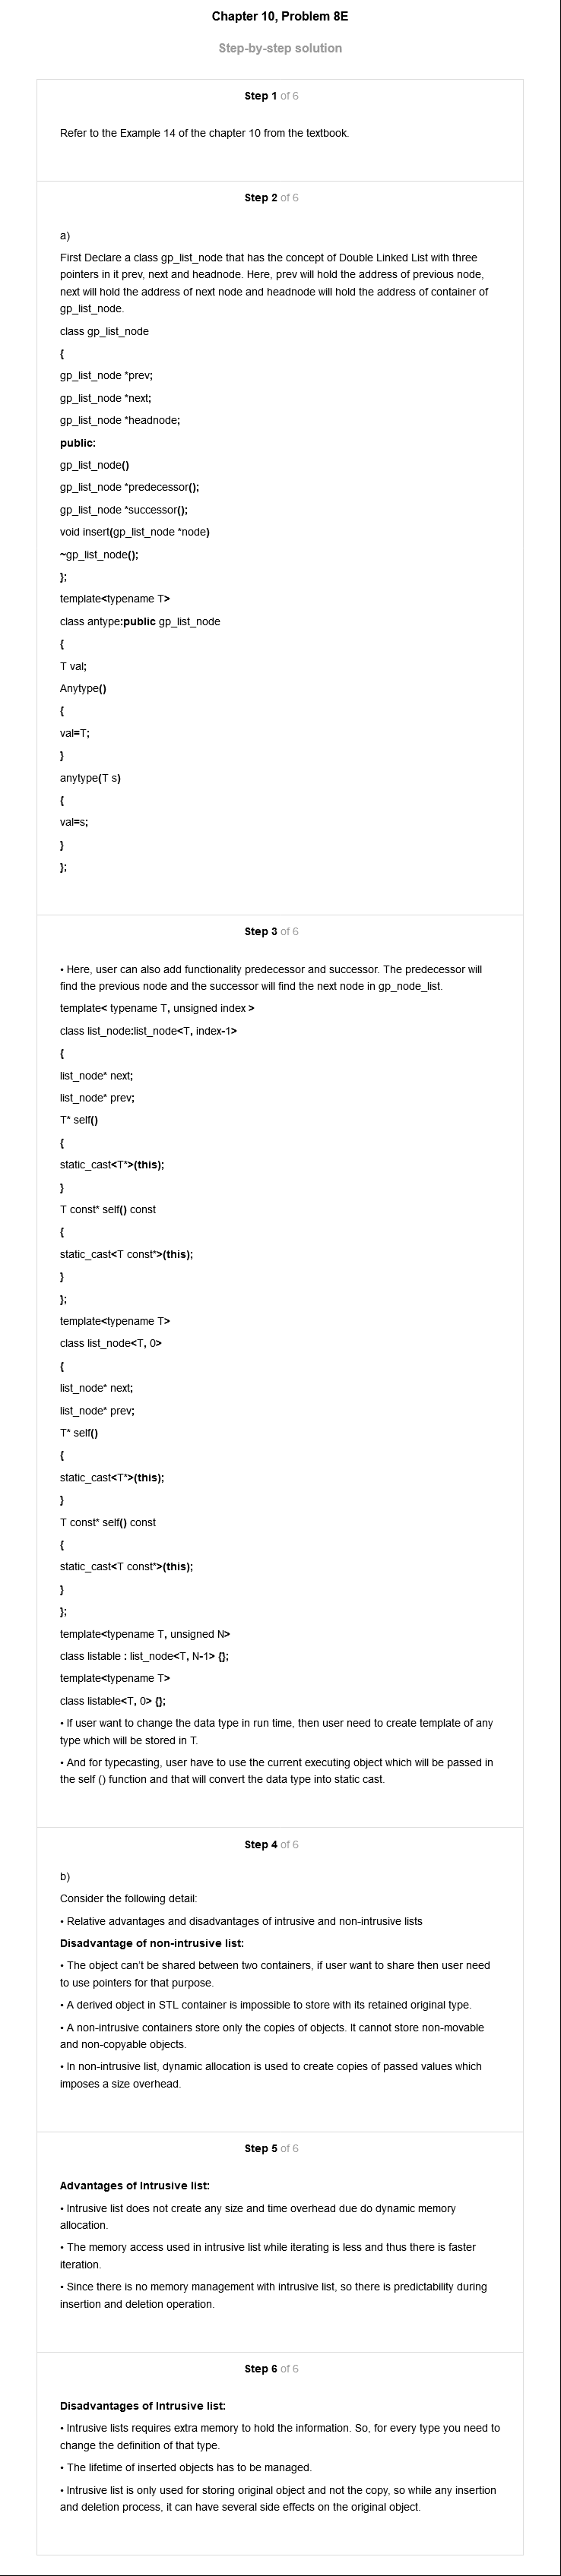 Chapter 10, Problem 8E
Step-by-step solution
Step 1 of 6
Refer to the Example 14 of the chapter 10 from the textbook.
Step 2 of 6
a)
First Declare a class gp_list_node that has the concept of Double Linked List with three
pointers in it prev, next and headnode. Here, prev will hold the address of previous node,
next will hold the address of next node and headnode will hold the address of container of
gp_list_node.
class gp_list_node
{
gp_list_node *prev;
gp_list_node *next;
gp_list_node *headnode;
public:
gp_list_node()
gp_list_node *predecessor();
gp_list_node *successor();
void insert(gp_list_node *node)
~gp_list_node();
};
template<typename T>
class antype:public gp_list_node
{
T val;
Anytype()
{
val=T;
}
anytype(T s)
{
val=s;
}
};
Step 3 of 6
• Here, user can also add functionality predecessor and successor. The predecessor will
find the previous node and the successor will find the next node in gp_node_list.
template< typename T, unsigned index >
class list_node:list_node<T, index-1>
{
list_node* next;
list_node* prev;
T* self()
{
static_cast<T*>(this);
}
T const* self() const
{
static_cast<T const*>(this);
}
};
template<typename T>
class list_node<T, 0>
{
list_node* next;
list_node* prev;
T* self()
{
static_cast<T*>(this);
}
T const* self() const
{
static_cast<T const*>(this);
}
};
template<typename T, unsigned N>
class listable : list_node<T, N-1> {};
template<typename T>
class listable<T, 0> {};
• If user want to change the data type in run time, then user need to create template of any
type which will be stored in T.
• And for typecasting, user have to use the current executing object which will be passed in
the self () function and that will convert the data type into static cast.
Step 4 of 6
b)
Consider the following detail:
• Relative advantages and disadvantages of intrusive and non-intrusive lists
Disadvantage of non-intrusive list:
• The object can't be shared between two containers, if user want to share then user need
to use pointers for that purpose.
• A derived object in STL container is impossible to store with its retained original type.
• A non-intrusive containers store only the copies of objects. It cannot store non-movable
and non-copyable objects.
• In non-intrusive list, dynamic allocation is used to create copies of passed values which
imposes a size overhead.
Step 5 of 6
Advantages of Intrusive list:
• Intrusive list does not create any size and time overhead due do dynamic memory
allocation.
• The memory access used in intrusive list while iterating is less and thus there is faster
iteration.
• Since there is no memory management with intrusive list, so there is predictability during
insertion and deletion operation.
Step 6 of 6
Disadvantages of Intrusive list:
• Intrusive lists requires extra memory to hold the information. So, for every type you need to
change the definition of that type.
• The lifetime of inserted objects has to be managed.
• Intrusive list is only used for storing original object and not the copy, so while any insertion
and deletion process, it can have several side effects on the original object.